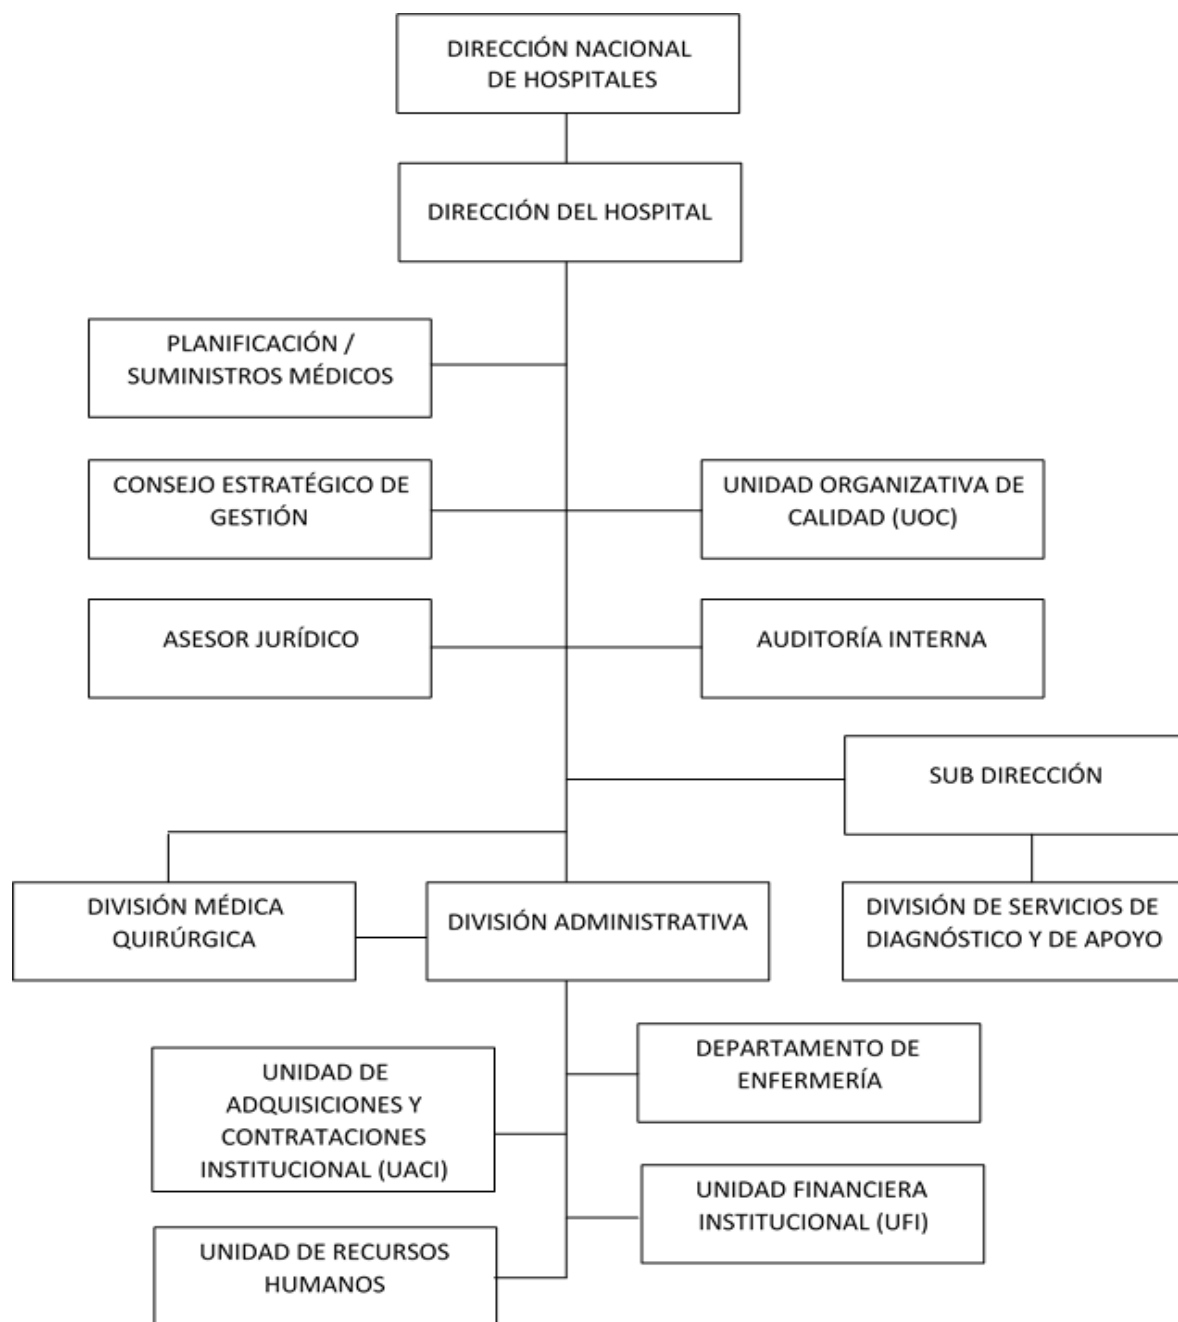 DIRECCIÓN NACIONAL
DE HOSPITALES
DIRECCIÓN DEL HOSPITAL
PLANIFICACIÓN /
SUMINISTROS MÉDICOS
CONSEJO ESTRATÉGICO DE
GESTIÓN
UNIDAD ORGANIZATIVA DE
CALIDAD (UOC)
ASESOR JURÍDICO
AUDITORÍA INTERNA
SUB DIRECCIÓN
DIVISIÓN MÉDICA
QUIRÚRGICA
DIVISIÓN ADMINISTRATIVA
DIVISIÓN DE SERVICIOS DE
DIAGNÓSTICO Y DE APOYO
DEPARTAMENTO DE
ENFERMERÍA
UNIDAD DE
ADQUISICIONES Y
CONTRATACIONES
INSTITUCIONAL (UACI)
UNIDAD FINANCIERA
INSTITUCIONAL (UFI)
UNIDAD DE RECURSOS
HUMANOS